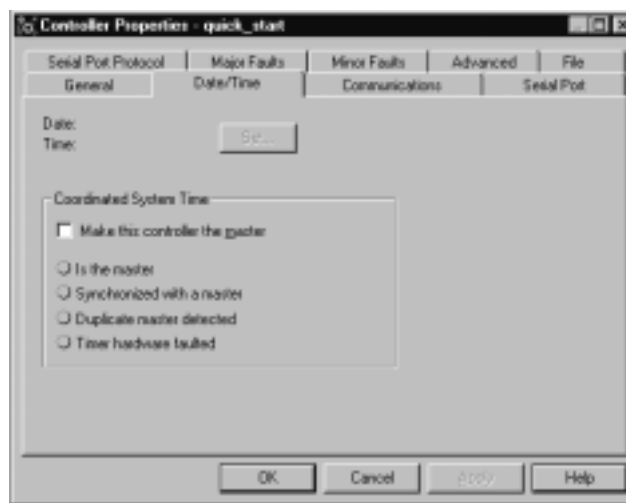 Controller Properties - quick_start
Serial Port Protocol Major Faults Minor Faults Advanced File
General Date/Time Communications Serial Port
Date:
Set...
Time:
Coordinated System Time
Make this controller the master
Is the master
Synchronized with a master
Duplicate master detected
Timer hardware faulted
OK Cancel Apply Help